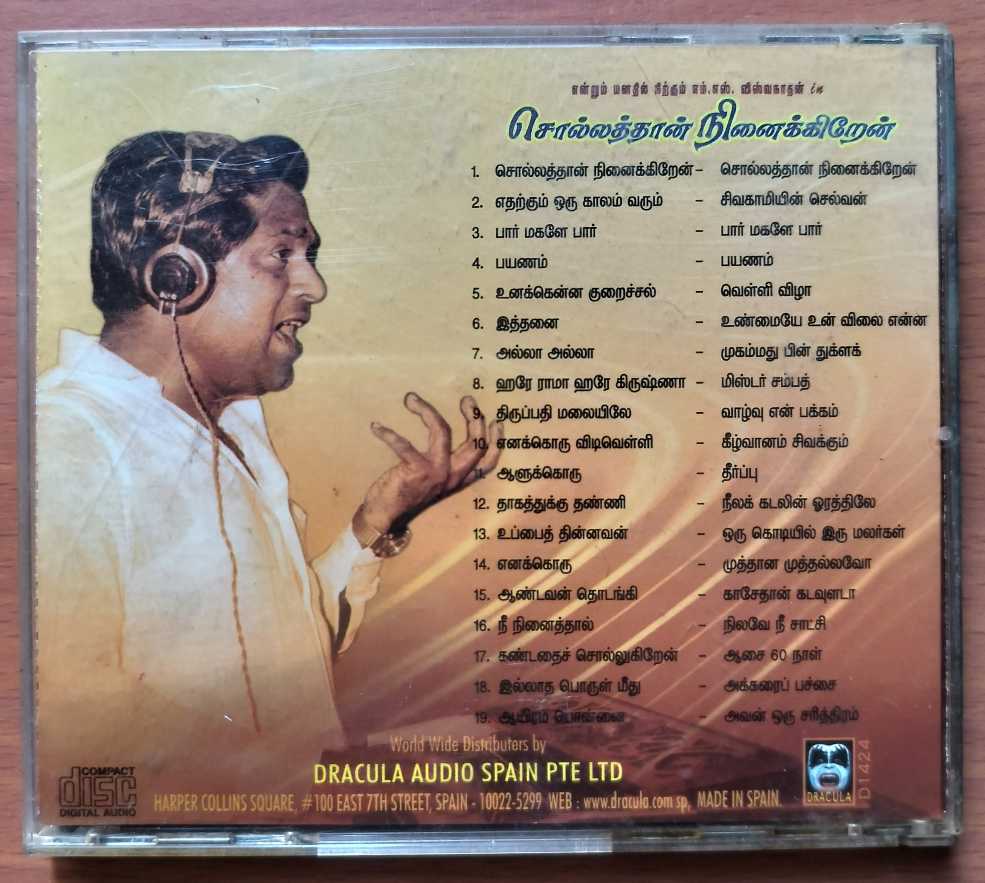 என்றும் மனதில் நிற்கும் எம்.எஸ். விஸ்வநாதன் in
சொல்லத்தான் நினைக்கிறேன்
1. சொல்லத்தான் நினைக்கிறேன் – சொல்லத்தான் நினைக்கிறேன்
2. எதற்கும் ஒரு காலம் வரும் – சிவகாமியின் செல்வன்
3. பார் மகளே பார் – பார் மகளே பார்
4. பயணம் – பயணம்
5. உனக்கென்ன குறைச்சல் – வெள்ளி விழா
6. இத்தனை – உண்மையே உன் விலை என்ன
7. அல்லா அல்லா – முகம்மது பின் துக்ளக்
8. ஹரே ராமா ஹரே கிருஷ்ணா – மிஸ்டர் சம்பத்
9. திருப்பதி மலையிலே – வாழ்வு என் பக்கம்
10. எனக்கொரு விடிவெள்ளி – கீழ்வானம் சிவக்கும்
11. ஆளுக்கொரு – தீர்ப்பு
12. தாகத்துக்கு தண்ணி – நீலக் கடலின் ஓரத்திலே
13. உப்பைத் தின்னவன் – ஒரு கொடியில் இரு மலர்கள்
14. எனக்கொரு – முத்தான முத்தல்லவோ
15. ஆண்டவன் தொடங்கி – காசேதான் கடவுளடா
16. நீ நினைத்தால் – நிலவே நீ சாட்சி
17. கண்டதைச் சொல்லுகிறேன் – ஆசை 60 நாள்
18. இல்லாத பொருள் மீது – அக்கரைப் பச்சை
19. ஆயிரம் பொன்னை – அவன் ஒரு சரித்திரம்
World Wide Distributers by
DRACULA AUDIO SPAIN PTE LTD
HARPER COLLINS SQUARE, #100 EAST 7TH STREET, SPAIN - 10022-5299 WEB : www.dracula.com sp, MADE IN SPAIN.
COMPACT
disc
DIGITAL AUDIO
DRACULA
D1424